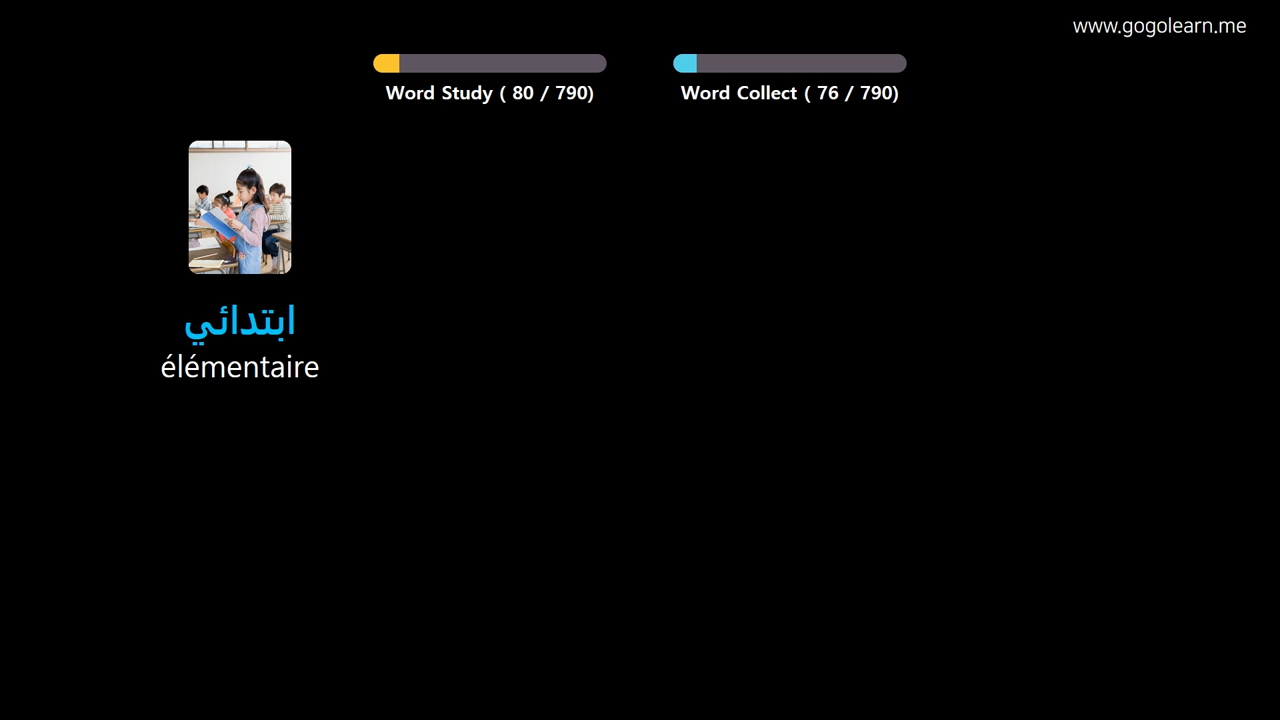 www.gogolearn.me
Word Study ( 80 / 790)
Word Collect ( 76 / 790)
ابتدائي
élémentaire